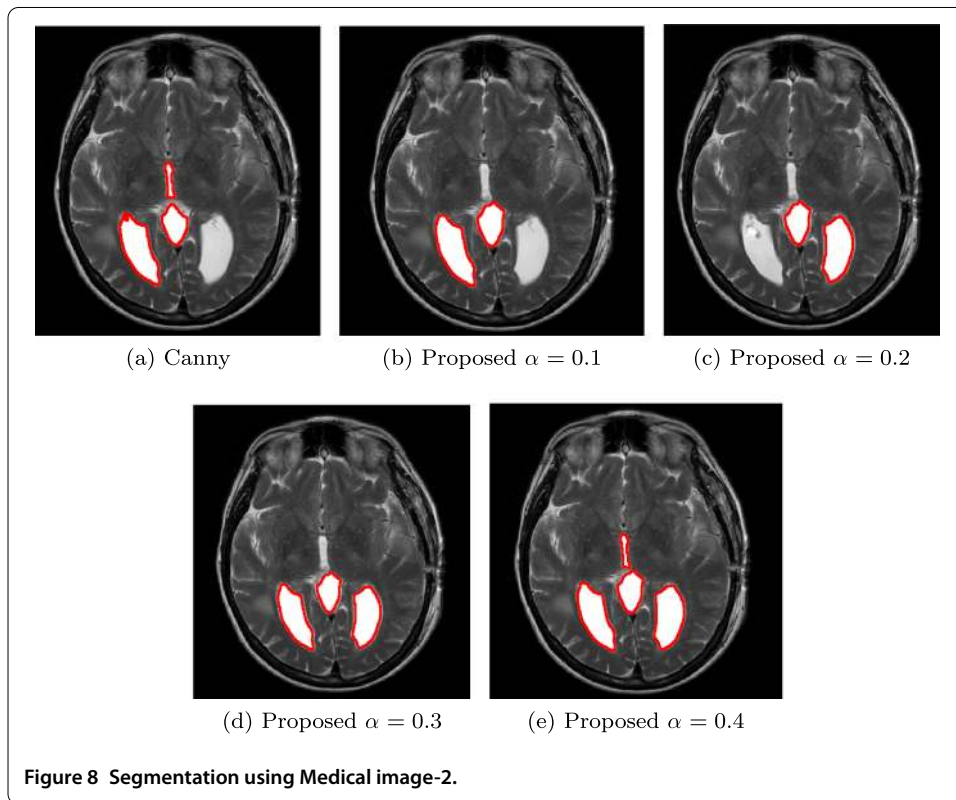 (a) Canny
(b) Proposed α = 0.1
(c) Proposed α = 0.2
(d) Proposed α = 0.3
(e) Proposed α = 0.4
Figure 8 Segmentation using Medical image-2.